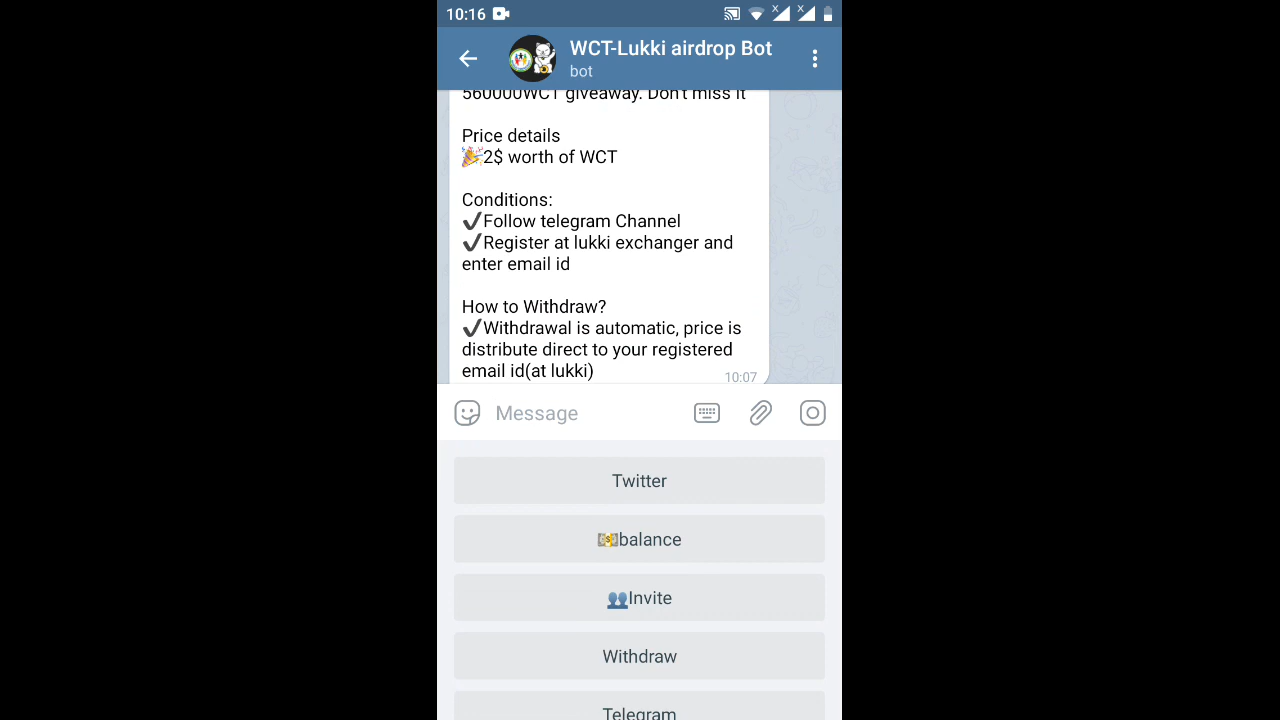 10:16
WCT-Lukki airdrop Bot
bot
560000WCT giveaway. Don't miss it
Price details
🎉2$ worth of WCT
Conditions:
✔Follow telegram Channel
✔Register at lukki exchanger and
enter email id
How to Withdraw?
✔Withdrawal is automatic, price is
distribute direct to your registered
email id(at lukki)
10:07
Message
Twitter
💵balance
👥Invite
Withdraw
Telegram